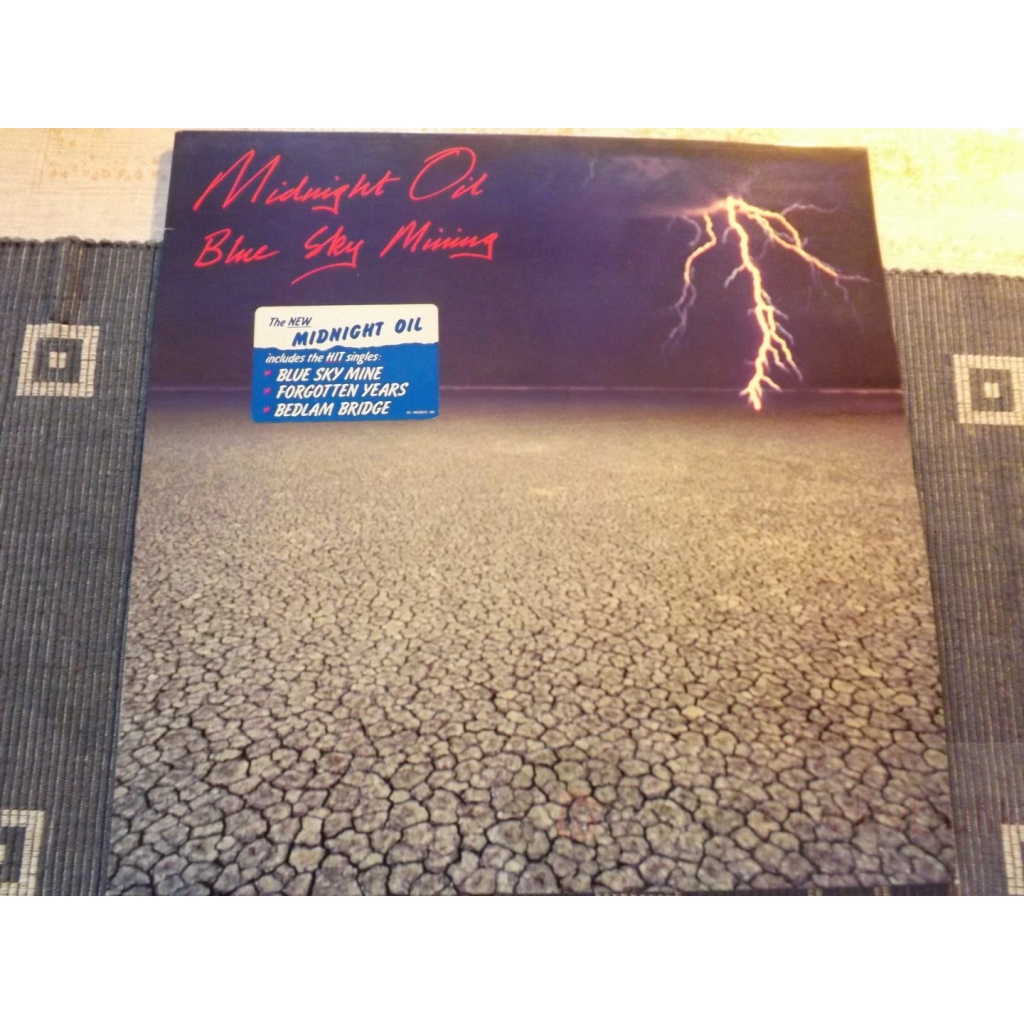 Midnight Oil
Blue Sky Mining
The NEW
MIDNIGHT OIL
includes the HIT singles:
BLUE SKY MINE
FORGOTTEN YEARS
BEDLAM BRIDGE